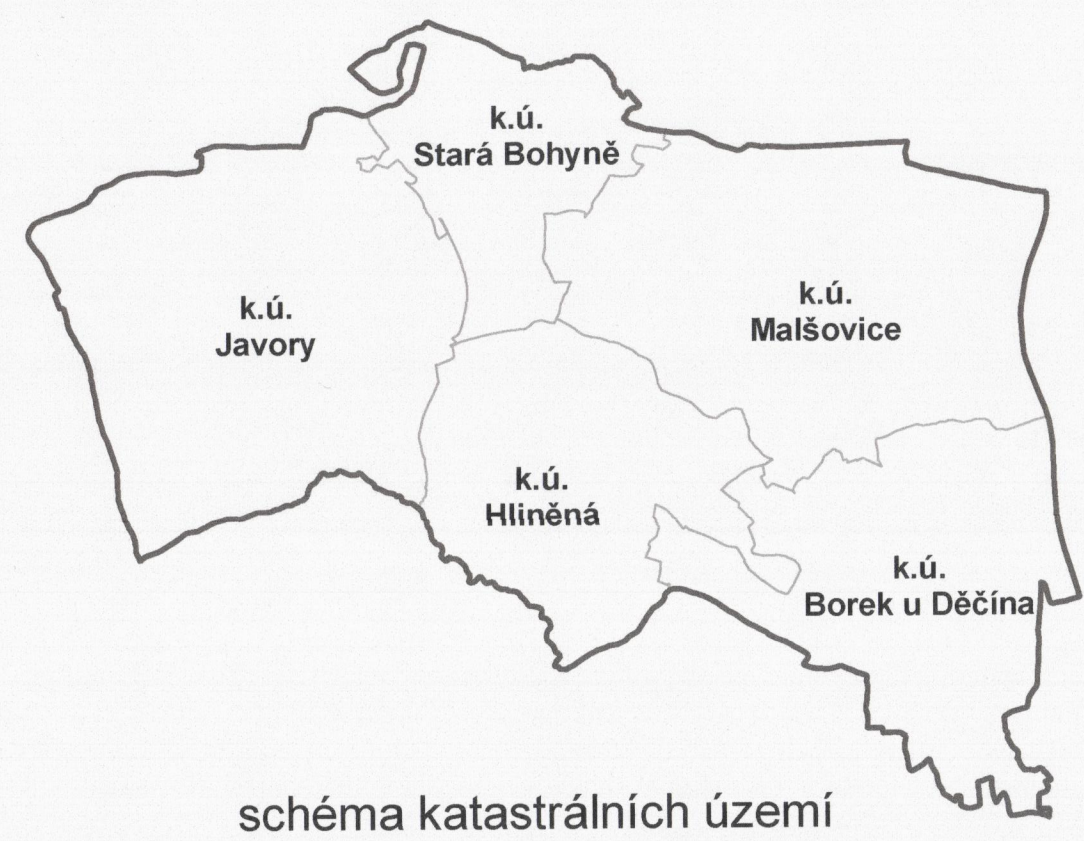 k.ú.
Stará Bohyně
k.ú.
Javory
k.ú.
Malšovice
k.ú.
Hliněná
k.ú.
Borek u Děčína
schéma katastrálních území